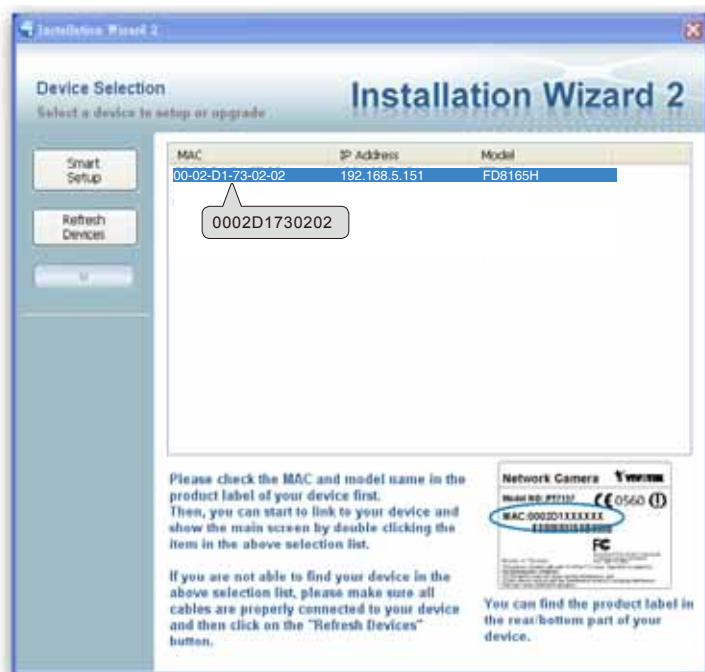 Installation Wizard 2
Device Selection
Select a device to setup or upgrade
Installation Wizard 2
Smart
Setup
Refresh
Devices
MAC IP Address Model
00-02-D1-73-02-02 192.168.5.151 FD8165H
0002D1730202
Please check the MAC and model name in the
product label of your device first.
Then, you can start to link to your device and
show the main screen by double clicking the
item in the above selection list.
If you are not able to find your device in the
above selection list, please make sure all
cables are properly connected to your device
and then click on the "Refresh Devices"
button.
Network Camera VIVOTEK
Model NO: PT7137 CE0560
MAC:0002D1XXXXXX
FC
You can find the product label in
the rear/bottom part of your
device.